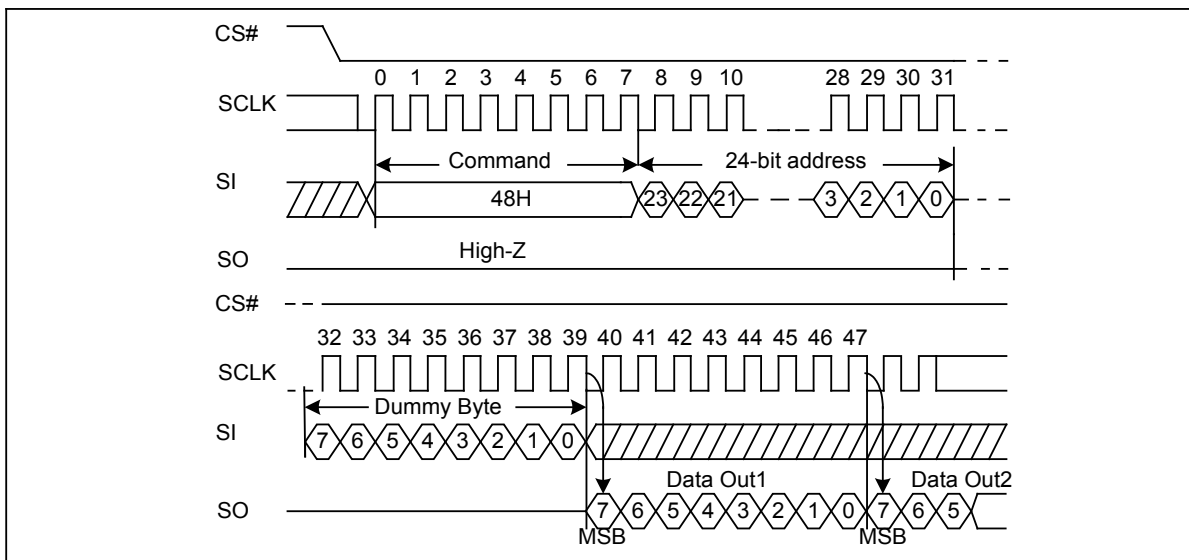 CS#
0 1 2 3 4 5 6 7 8 9 10 28 29 30 31
SCLK
Command 24-bit address
SI
48H 23 22 21 3 2 1 0
High-Z
SO
CS#
32 33 34 35 36 37 38 39 40 41 42 43 44 45 46 47
SCLK
Dummy Byte
SI
7 6 5 4 3 2 1 0
Data Out1 Data Out2
SO
7 6 5 4 3 2 1 0 7 6 5
MSB MSB